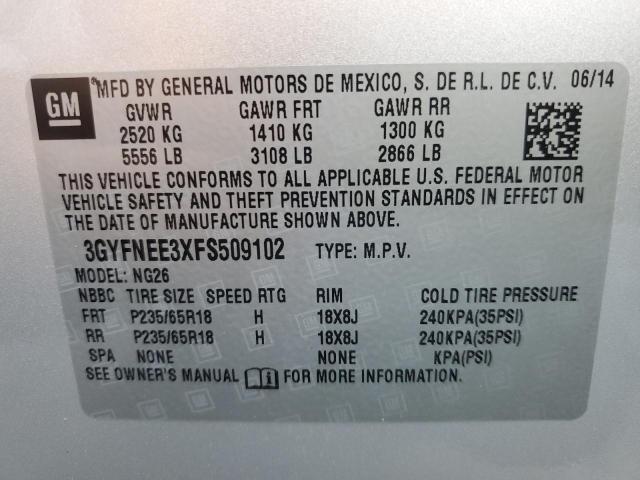 GM
MFD BY GENERAL MOTORS DE MEXICO, S. DE R.L. DE C.V. 06/14
GVWR GAWR FRT GAWR RR
2520 KG 1410 KG 1300 KG
5556 LB 3108 LB 2866 LB
THIS VEHICLE CONFORMS TO ALL APPLICABLE U.S. FEDERAL MOTOR
VEHICLE SAFETY AND THEFT PREVENTION STANDARDS IN EFFECT ON
THE DATE OF MANUFACTURE SHOWN ABOVE.
3GYFNEE3XFS509102 TYPE: M.P.V.
MODEL: NG26
NBBC TIRE SIZE SPEED RTG RIM COLD TIRE PRESSURE
FRT P235/65R18 H 18X8J 240KPA(35PSI)
RR P235/65R18 H 18X8J 240KPA(35PSI)
SPA NONE NONE KPA(PSI)
SEE OWNER'S MANUAL FOR MORE INFORMATION.